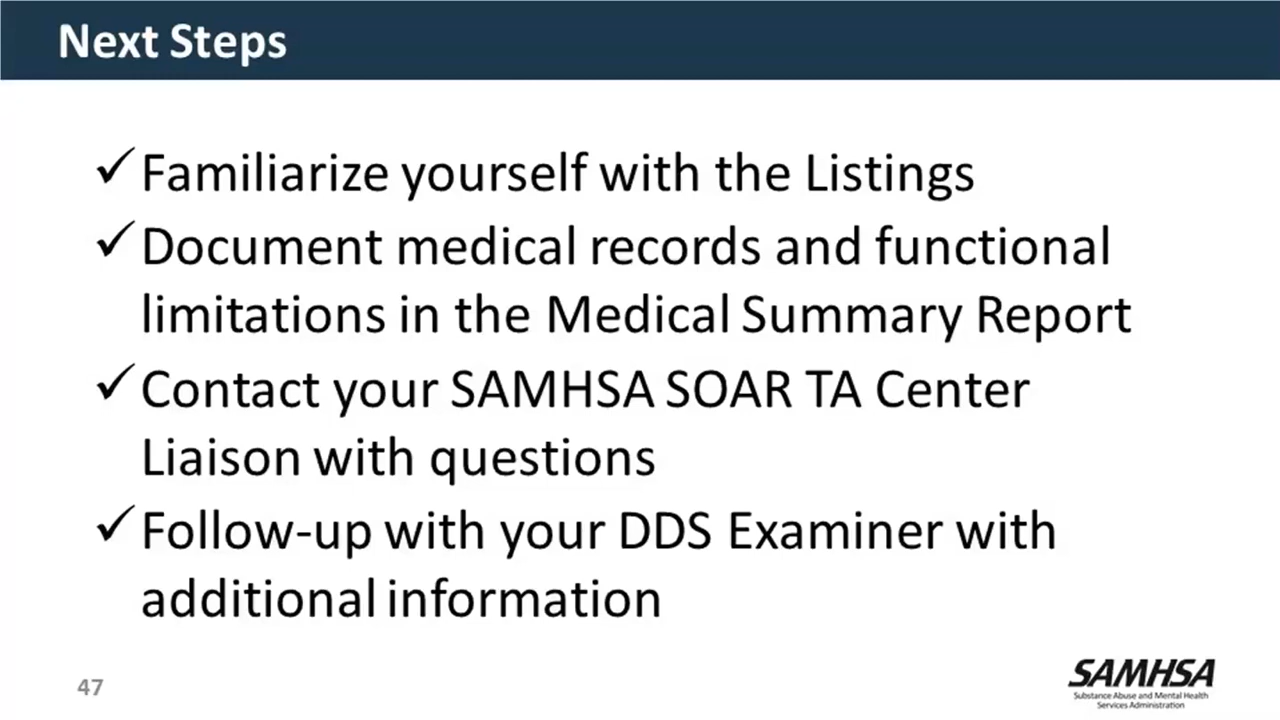 Next Steps
✓Familiarize yourself with the Listings
✓Document medical records and functional
limitations in the Medical Summary Report
✓Contact your SAMHSA SOAR TA Center
Liaison with questions
✓Follow-up with your DDS Examiner with
additional information
47
SAMHSA
Substance Abuse and Mental Health
Services Administration